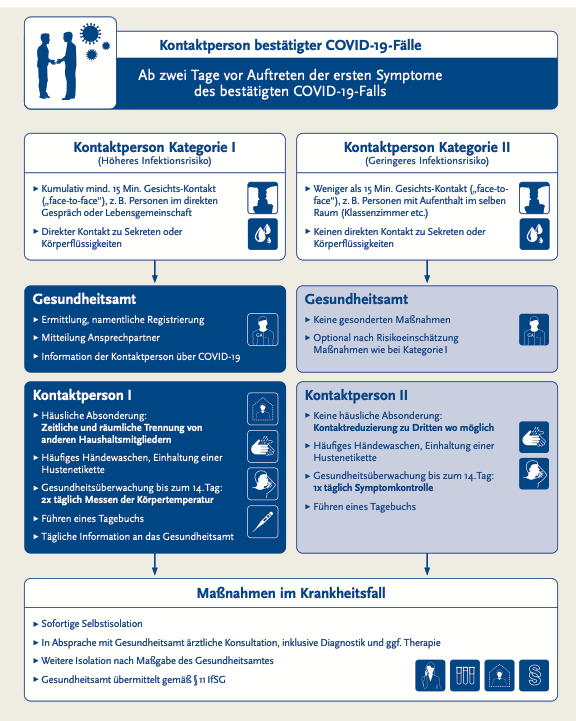 Kontaktperson bestätigter COVID-19-Fälle
Ab zwei Tage vor Auftreten der ersten Symptome
des bestätigten COVID-19-Falls
Kontaktperson Kategorie I
(Höheres Infektionsrisiko)
▸ Kumulativ mind. 15 Min. Gesichts-Kontakt
(„face-to-face“), z. B. Personen im direkten
Gespräch oder Lebensgemeinschaft
▸ Direkter Kontakt zu Sekreten oder
Körperflüssigkeiten
Kontaktperson Kategorie II
(Geringeres Infektionsrisiko)
▸ Weniger als 15 Min. Gesichts-Kontakt („face-to-
face“), z. B. Personen mit Aufenthalt im selben
Raum (Klassenzimmer etc.)
▸ Keinen direkten Kontakt zu Sekreten oder
Körperflüssigkeiten
Gesundheitsamt
▸ Ermittlung, namentliche Registrierung
▸ Mitteilung Ansprechpartner
▸ Information der Kontaktperson über COVID-19
GA
Gesundheitsamt
▸ Keine gesonderten Maßnahmen
▸ Optional nach Risikoeinschätzung
Maßnahmen wie bei Kategorie I
GA
Kontaktperson I
▸ Häusliche Absonderung:
Zeitliche und räumliche Trennung von
anderen Haushaltsmitgliedern
▸ Häufiges Händewaschen, Einhaltung einer
Hustenetikette
▸ Gesundheitsüberwachung bis zum 14. Tag:
2x täglich Messen der Körpertemperatur
▸ Führen eines Tagebuchs
▸ Tägliche Information an das Gesundheitsamt
Kontaktperson II
▸ Keine häusliche Absonderung:
Kontaktreduzierung zu Dritten wo möglich
▸ Häufiges Händewaschen, Einhaltung einer
Hustenetikette
▸ Gesundheitsüberwachung bis zum 14. Tag:
1x täglich Symptomkontrolle
▸ Führen eines Tagebuchs
Maßnahmen im Krankheitsfall
▸ Sofortige Selbstisolation
▸ In Absprache mit Gesundheitsamt ärztliche Konsultation, inklusive Diagnostik und ggf. Therapie
▸ Weitere Isolation nach Maßgabe des Gesundheitsamtes
▸ Gesundheitsamt übermittelt gemäß § 11 IfSG
§